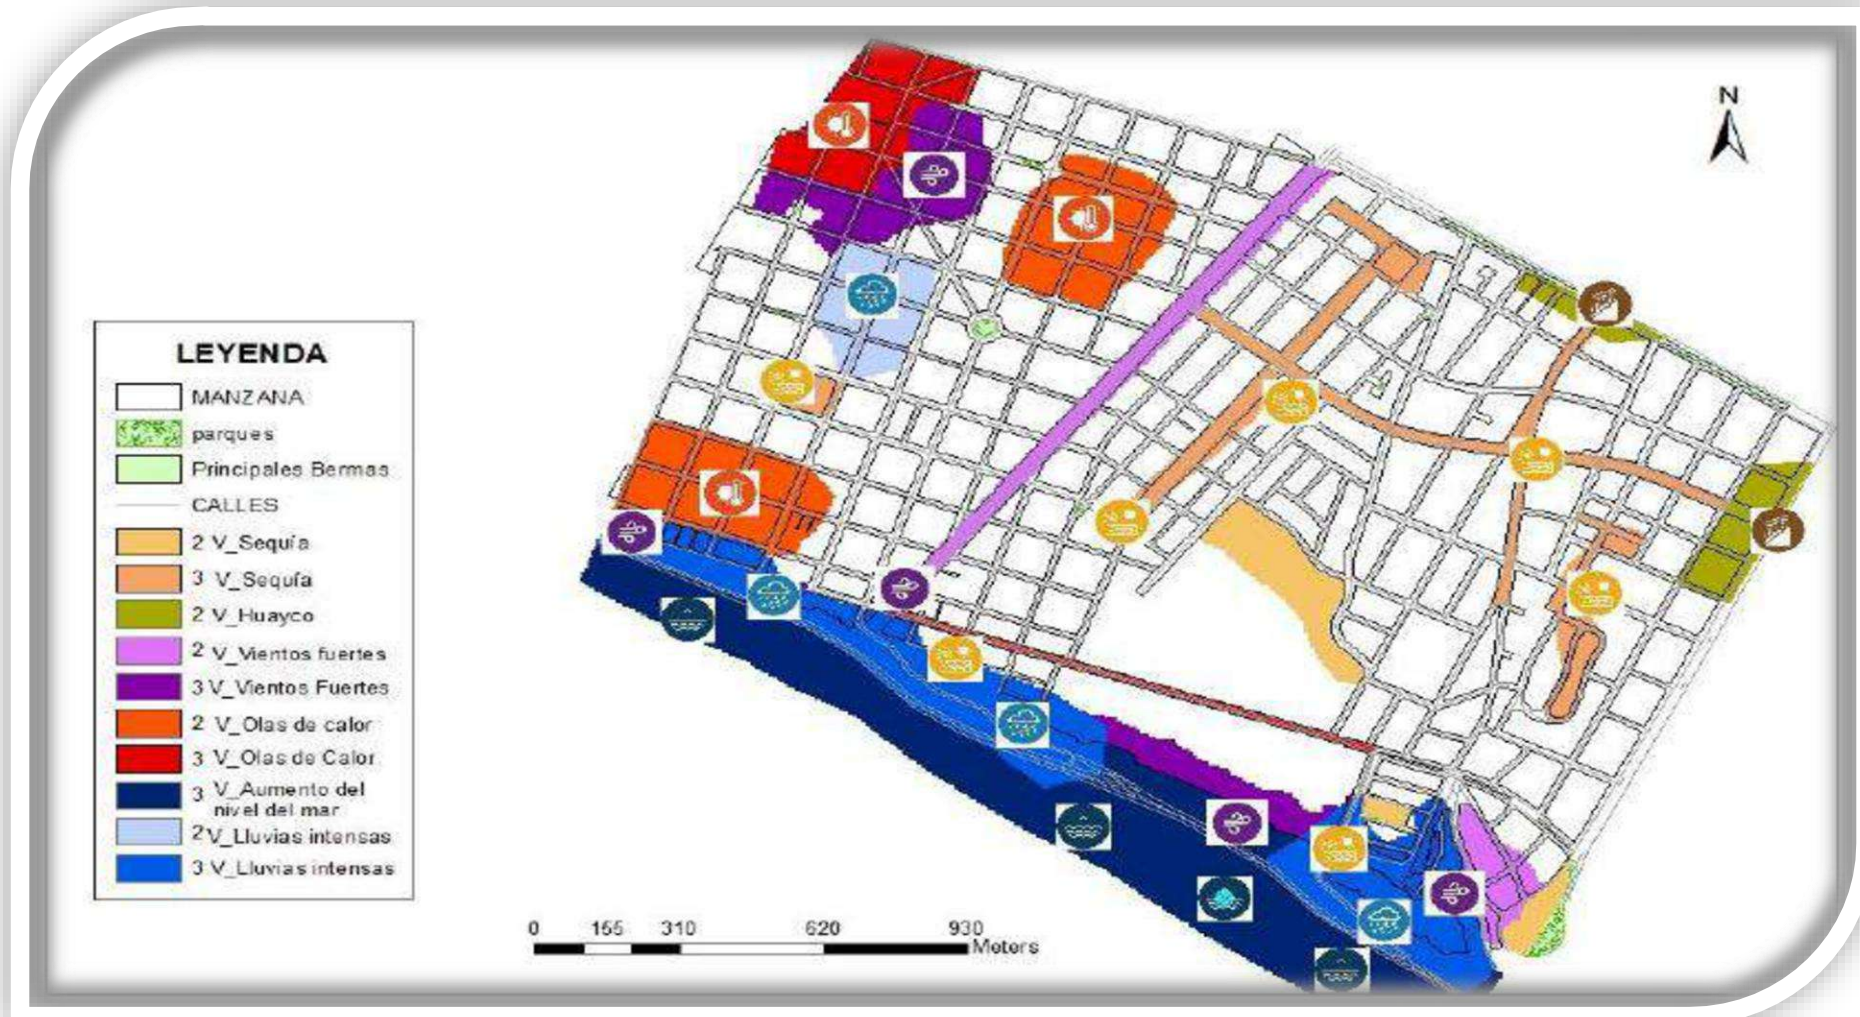 N
LEYENDA
MANZANA
parques
Principales Bermas
CALLES
2 V_Sequía
3 V_Sequía
2 V_Huayco
2 V_Vientos fuertes
3 V_Vientos Fuertes
2 V_Olas de calor
3 V_Olas de Calor
3 V_Aumento del
nivel del mar
2 V_Lluvias intensas
3 V_Lluvias intensas
0 155 310 620 930
Meters